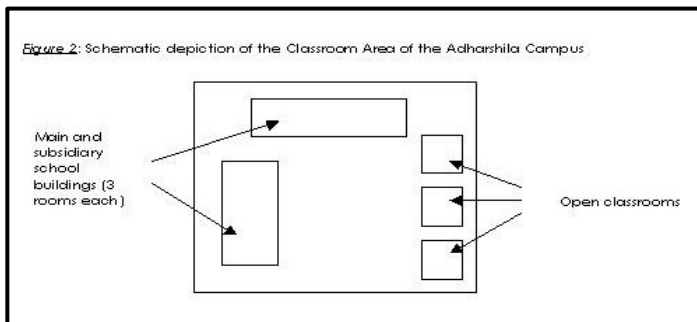 Figure 2: Schematic depiction of the Classroom Area of the Adharshila Campus
Main and
subsidiary
school
buildings (3
rooms each)
Open classrooms